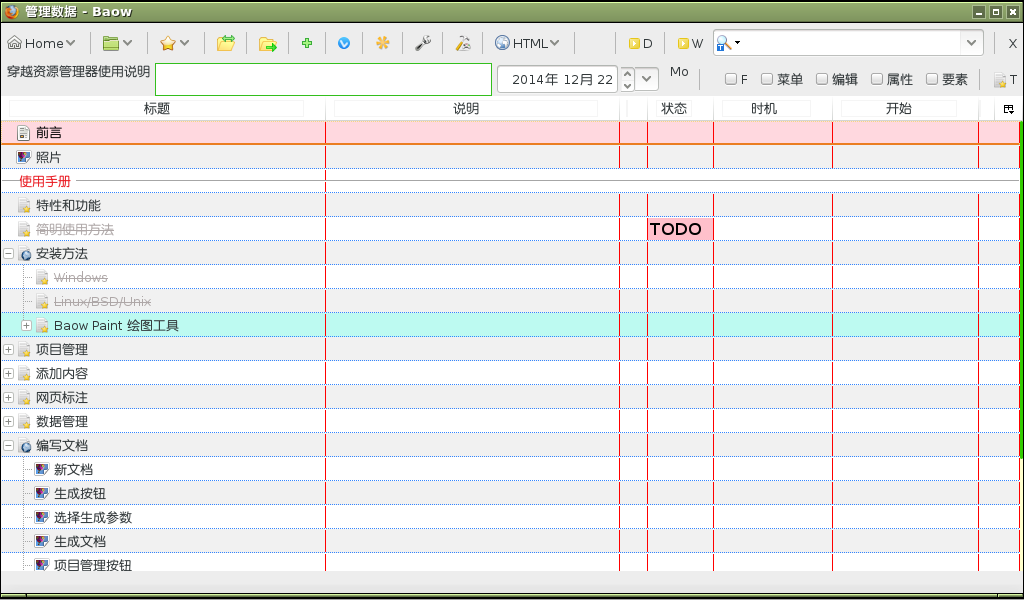 管理数据 - Baow
Home HTML D W X
穿越资源管理器使用说明 2014年 12月 22 Mo F 菜单 编辑 属性 要素 T
标题 说明 状态 时机 开始
前言
照片
使用手册
特性和功能
简明使用方法 TODO
安装方法
Windows
Linux/BSD/Unix
Baow Paint 绘图工具
项目管理
添加内容
网页标注
数据管理
编写文档
新文档
生成按钮
选择生成参数
生成文档
项目管理按钮